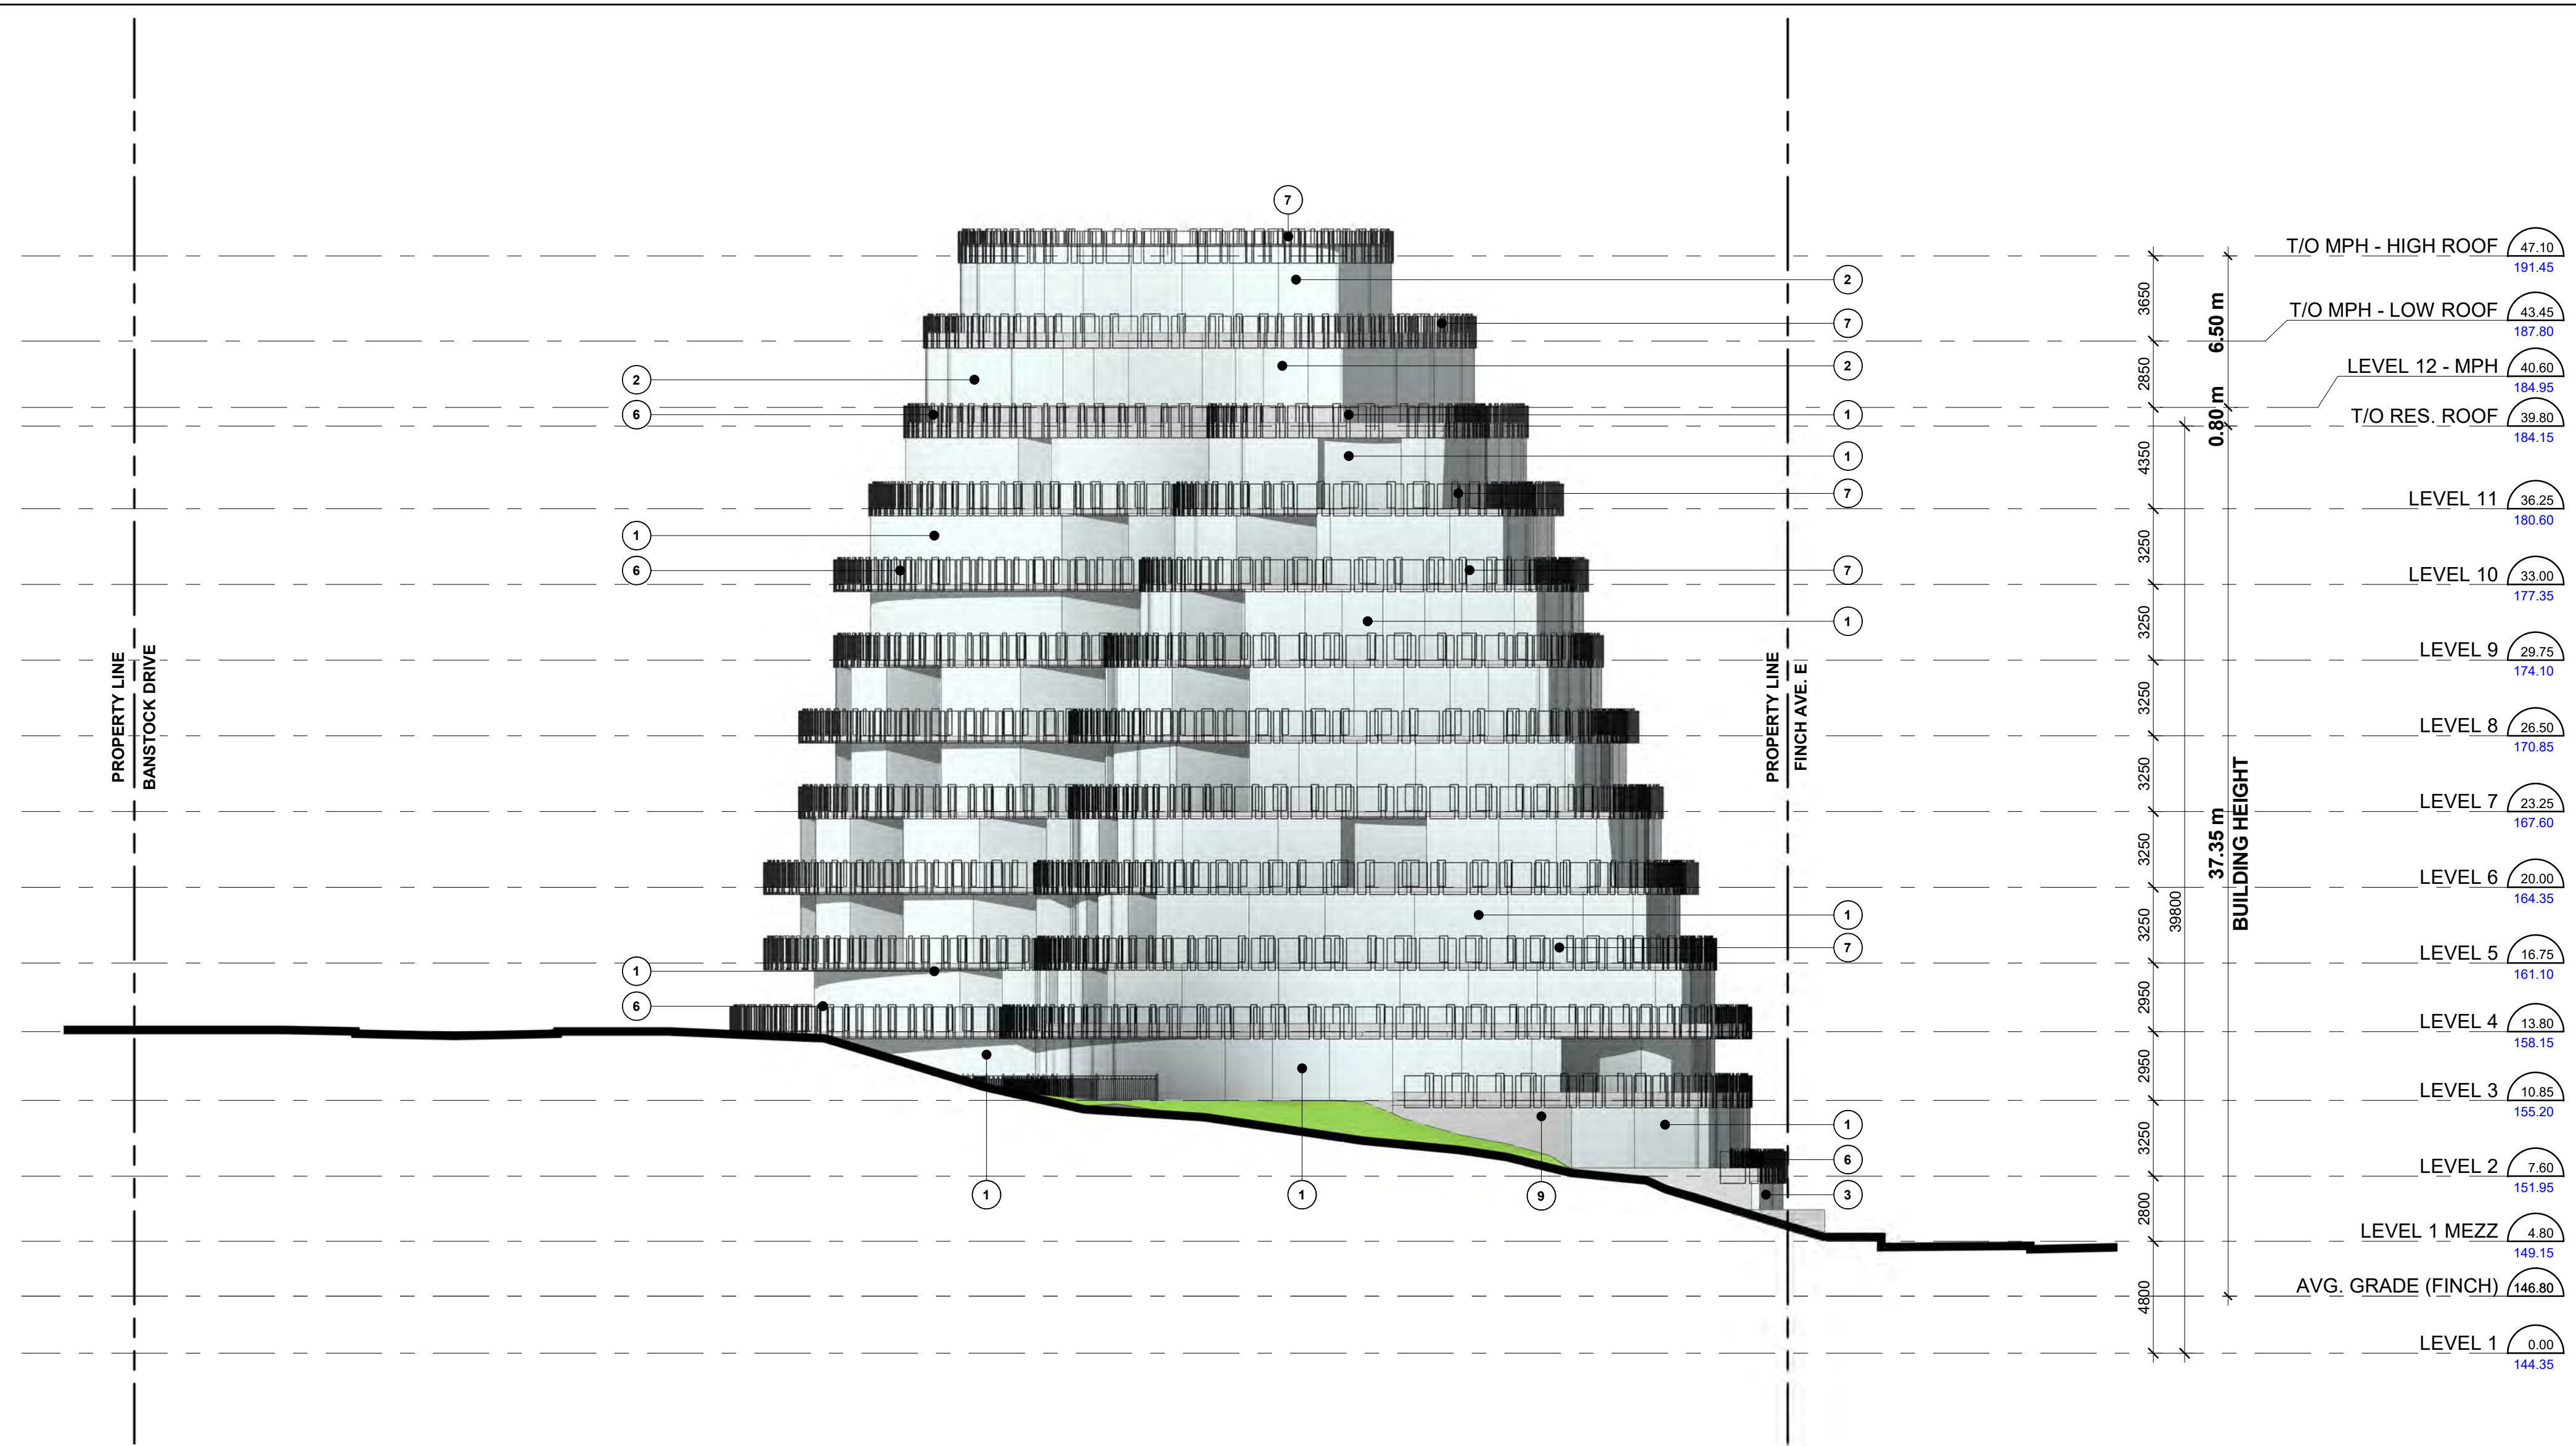 7
T/O MPH - HIGH ROOF 47.10
191.45
2
3650
6.50 m
T/O MPH - LOW ROOF 43.45
187.80
7
2
2
2850
LEVEL 12 - MPH 40.60
184.95
6
1
0.80 m
T/O RES. ROOF 39.80
184.15
1
4350
7
LEVEL 11 36.25
180.60
1
3250
6
7
LEVEL 10 33.00
177.35
1
3250
LEVEL 9 29.75
174.10
PROPERTY LINE
BANSTOCK DRIVE
PROPERTY LINE
FINCH AVE. E
3250
LEVEL 8 26.50
170.85
3250
LEVEL 7 23.25
167.60
37.35 m
BUILDING HEIGHT
3250
LEVEL 6 20.00
164.35
1
3250
39800
7
LEVEL 5 16.75
161.10
1
2950
6
LEVEL 4 13.80
158.15
2950
LEVEL 3 10.85
155.20
1
3250
6
LEVEL 2 7.60
151.95
1
1
9
3
2800
LEVEL 1 MEZZ 4.80
149.15
AVG. GRADE (FINCH) 146.80
4800
LEVEL 1 0.00
144.35